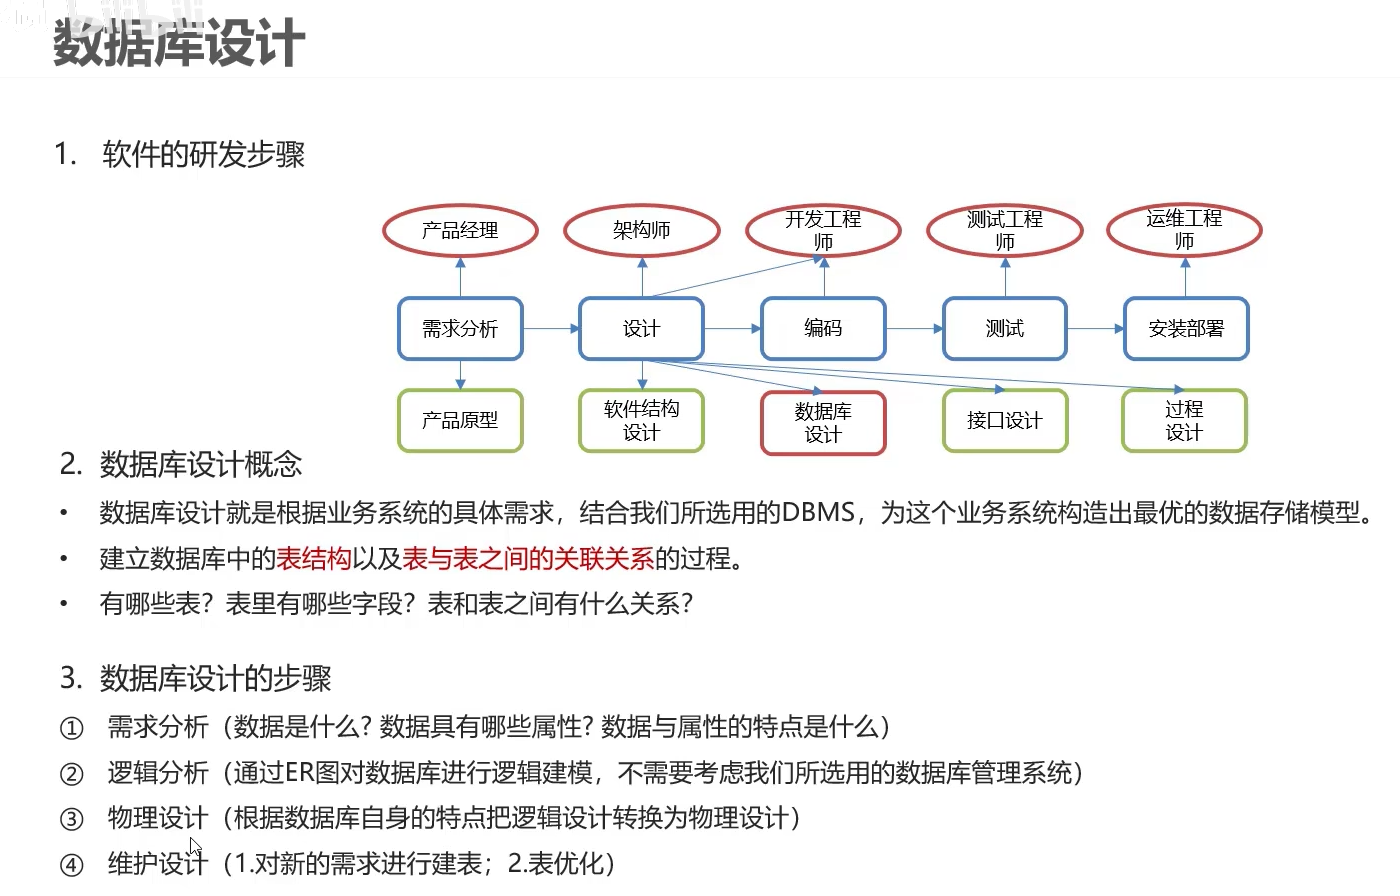 数据库设计
1. 软件的研发步骤
产品经理
架构师
开发工程
师
测试工程
师
运维工程
师
需求分析
设计
编码
测试
安装部署
产品原型
软件结构
设计
数据库
设计
接口设计
过程
设计
2. 数据库设计概念
• 数据库设计就是根据业务系统的具体需求，结合我们所选用的DBMS，为这个业务系统构造出最优的数据存储模型。
• 建立数据库中的表结构以及表与表之间的关联关系的过程。
• 有哪些表？表里有哪些字段？表和表之间有什么关系？
3. 数据库设计的步骤
① 需求分析（数据是什么? 数据具有哪些属性? 数据与属性的特点是什么）
② 逻辑分析（通过ER图对数据库进行逻辑建模，不需要考虑我们所选用的数据库管理系统）
③ 物理设计（根据数据库自身的特点把逻辑设计转换为物理设计）
④ 维护设计（1.对新的需求进行建表；2.表优化）